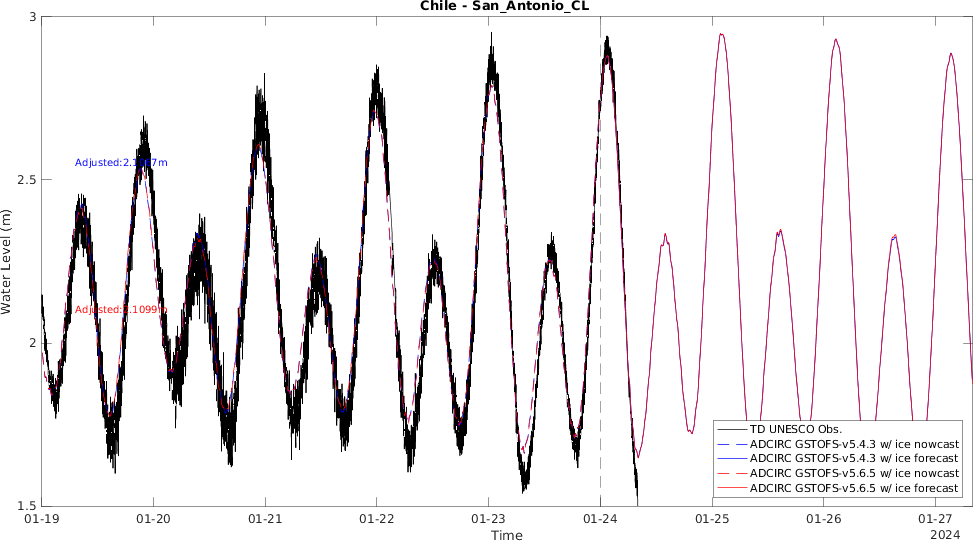 Chile - San_Antonio_CL
3
2.5
2
1.5
Water Level (m)
Adjusted:
Adjusted:2.1099m
01-19 01-20 01-21 01-22 01-23 01-24 01-25 01-26 01-27
Time
2024
TD UNESCO Obs.
ADCIRC GSTOFS-v5.4.3 w/ ice nowcast
ADCIRC GSTOFS-v5.4.3 w/ ice forecast
ADCIRC GSTOFS-v5.6.5 w/ ice nowcast
ADCIRC GSTOFS-v5.6.5 w/ ice forecast